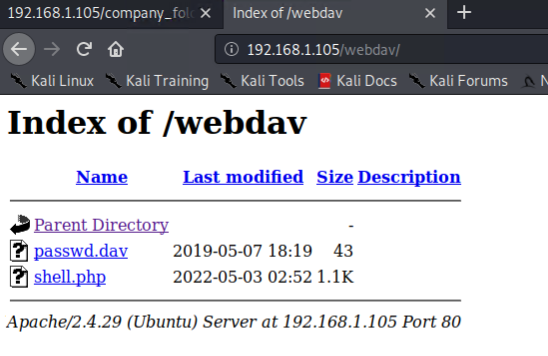 192.168.1.105/company_fol × Index of /webdav × +
192.168.1.105/webdav/
Kali Linux Kali Training Kali Tools Kali Docs Kali Forums N
Index of /webdav
Name Last modified Size Description
Parent Directory -
passwd.dav 2019-05-07 18:19 43
shell.php 2022-05-03 02:52 1.1K
Apache/2.4.29 (Ubuntu) Server at 192.168.1.105 Port 80